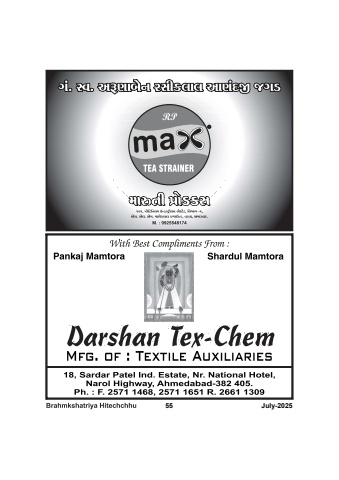 ગં. સ્વ. અરૂણાબેન રસીકલાલ આણંદજી જગડ
RP
max
TEA STRAINER
મારુતી પ્રોડક્ટસ
M. : 9925548174
With Best Compliments From :
Pankaj Mamtora Shardul Mamtora
Darshan Tex-Chem
MFG. OF : TEXTILE AUXILIARIES
18, Sardar Patel Ind. Estate, Nr. National Hotel,
Narol Highway, Ahmedabad-382 405.
Ph. : F. 2571 1468, 2571 1651 R. 2661 1309
Brahmkshatriya Hitechchhu 55 July-2025